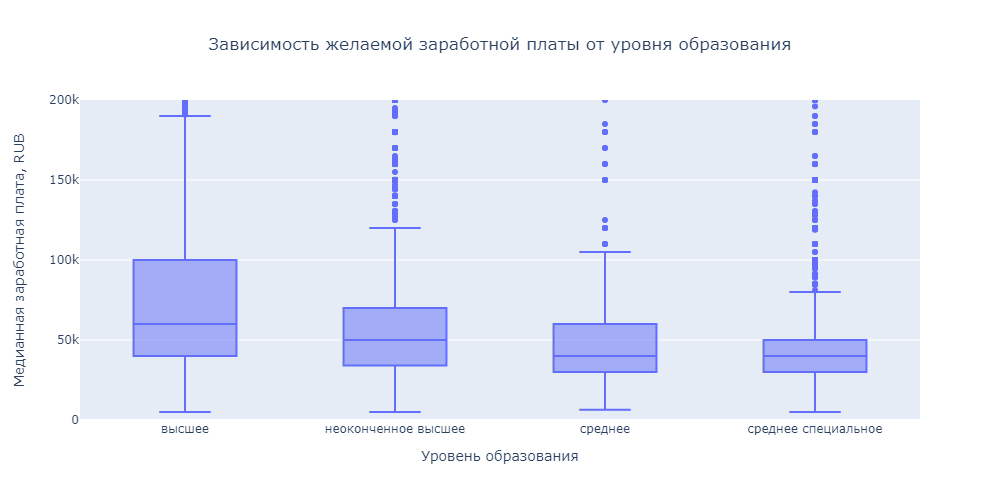 Зависимость желаемой заработной платы от уровня образования
Медианная заработная плата, RUB
200k
150k
100k
50k
0
высшее
неоконченное высшее
среднее
среднее специальное
Уровень образования